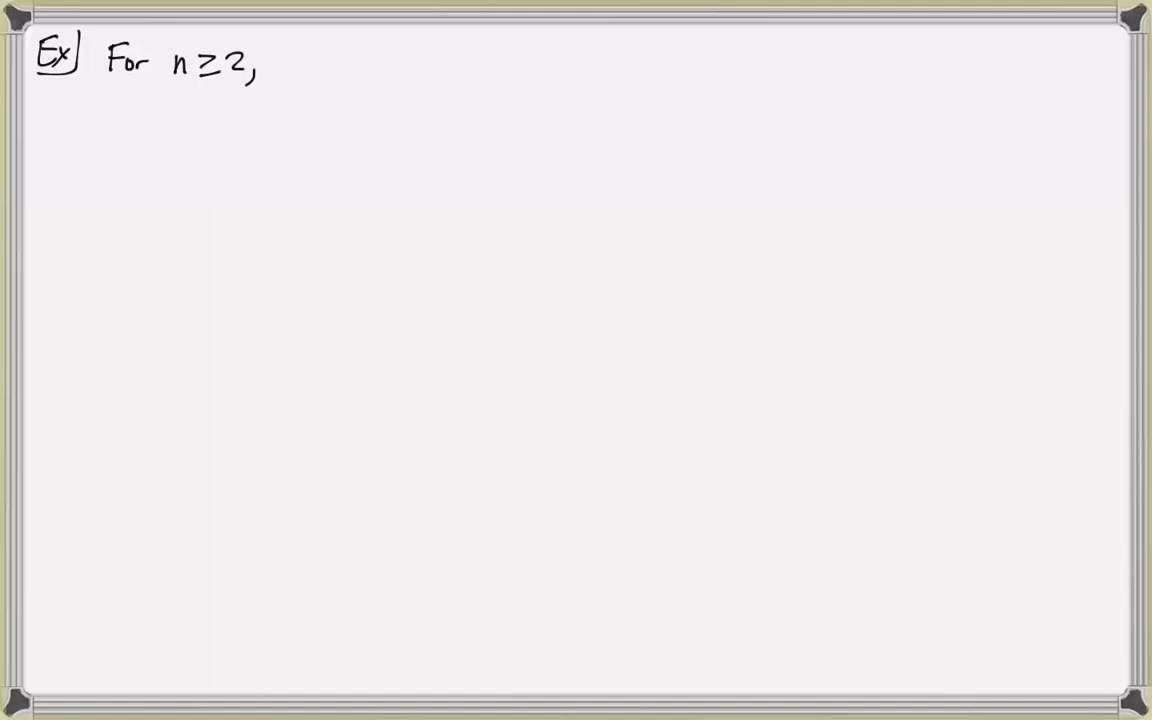 Ex) For n ≥ 2,